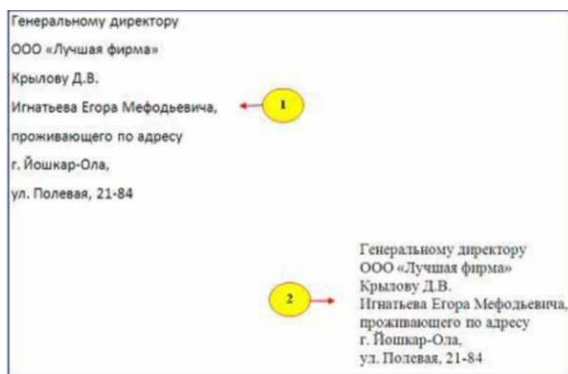 Генеральному директору
ООО «Лучшая фирма»
Крылову Д.В.
Игнатьева Егора Мефодьевича,
1
проживающего по адресу
г. Йошкар-Ола,
ул. Полевая, 21-84
Генеральному директору
ООО «Лучшая фирма»
Крылову Д.В.
2
Игнатьева Егора Мефодьевича,
проживающего по адресу
г. Йошкар-Ола,
ул. Полевая, 21-84